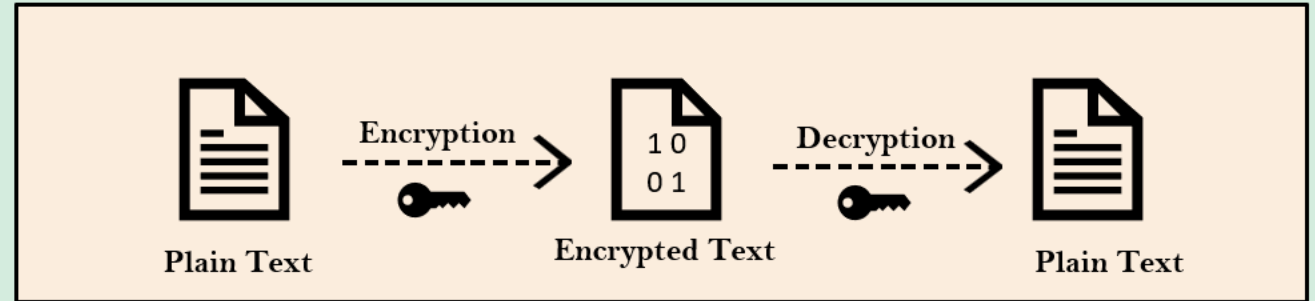 Encryption
Decryption
1 0
0 1
Plain Text
Encrypted Text
Plain Text